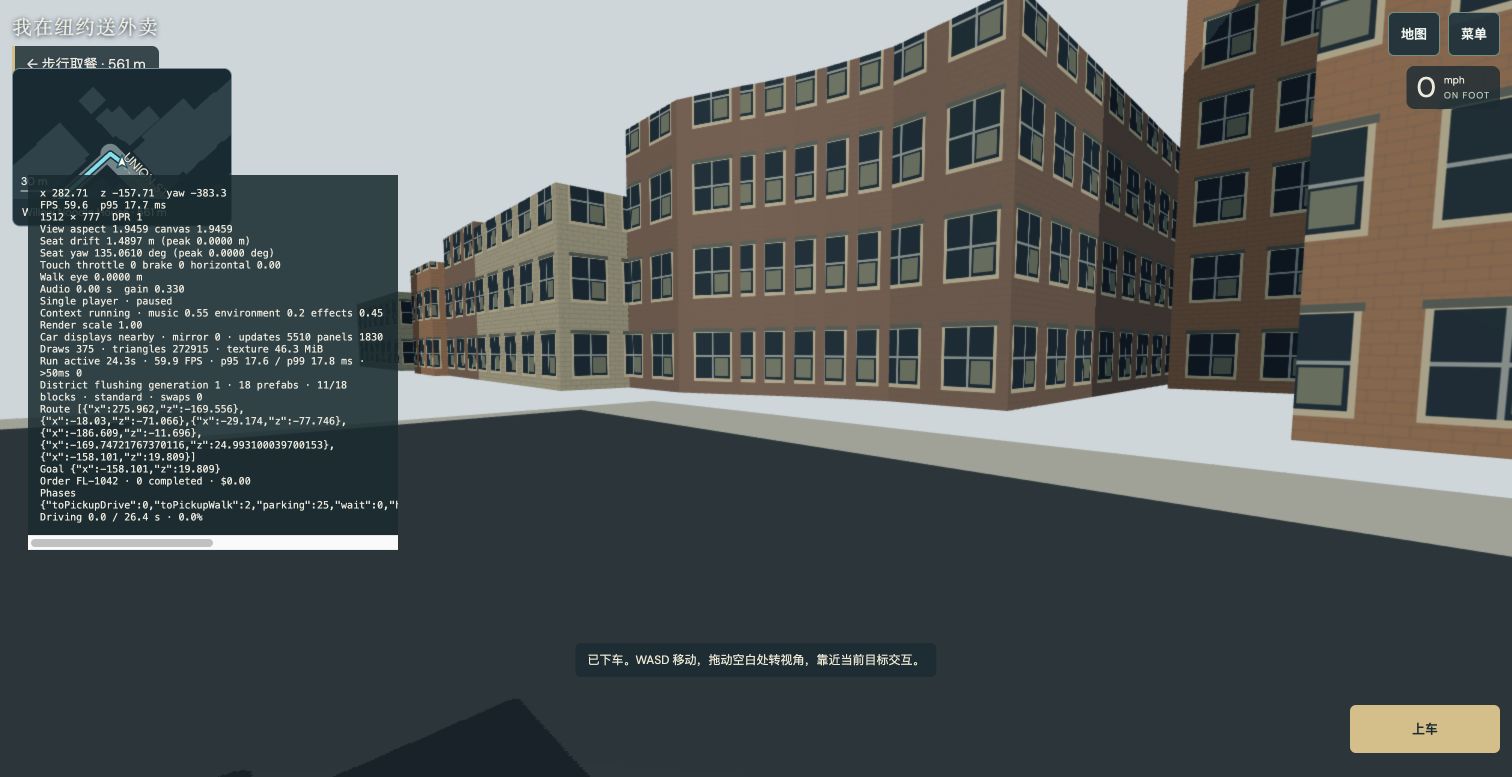 我在纽约送外卖
← 步行取餐 · 561 m
地图
菜单
0 mph
ON FOOT
UNIO
x 282.71  z -157.71  yaw -383.3
FPS 59.6  p95 17.7 ms
1512 × 777  DPR 1
View aspect 1.9459 canvas 1.9459
Seat drift 1.4897 m (peak 0.0000 m)
Seat yaw 135.0610 deg (peak 0.0000 deg)
Touch throttle 0 brake 0 horizontal 0.00
Walk eye 0.0000 m
Audio 0.00 s  gain 0.330
Single player · paused
Context running · music 0.55 environment 0.2 effects 0.45
Render scale 1.00
Car displays nearby · mirror 0 · updates 5510 panels 1830
Draws 375 · triangles 272915 · texture 46.3 MiB
Run active 24.3s · 59.9 FPS · p95 17.6 / p99 17.8 ms ·
>50ms 0
District flushing generation 1 · 18 prefabs · 11/18
blocks · standard · swaps 0
Route [{"x":275.962,"z":-169.556},
{"x":-18.03,"z":-71.066},{"x":-29.174,"z":-77.746},
{"x":-186.609,"z":-11.696},
{"x":-169.74721767370116,"z":24.993100039700153},
{"x":-158.101,"z":19.809}]
Goal {"x":-158.101,"z":19.809}
Order FL-1042 · 0 completed · $0.00
Phases
{"toPickupDrive":0,"toPickupWalk":2,"parking":25,"wait":0,"
Driving 0.0 / 26.4 s · 0.0%
已下车。WASD 移动，拖动空白处转视角，靠近当前目标交互。
上车